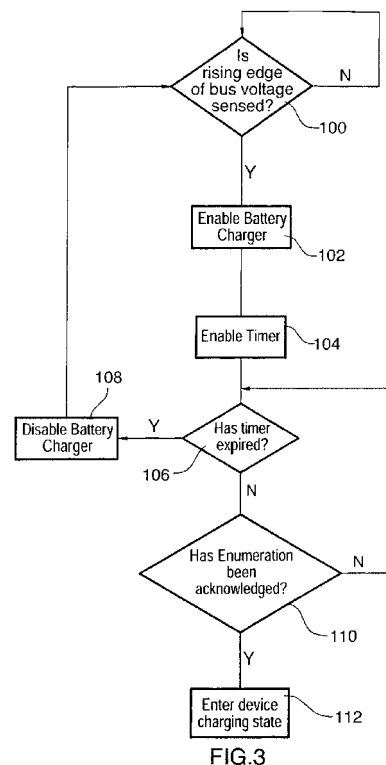 Is
rising edge
of bus voltage
sensed?
N
100
Y
Enable Battery
Charger
102
Enable Timer
104
108
Disable Battery
Charger
Y
Has timer
expired?
106
N
Has Enumeration
been
acknowledged?
N
110
Y
Enter device
charging state
112
FIG.3